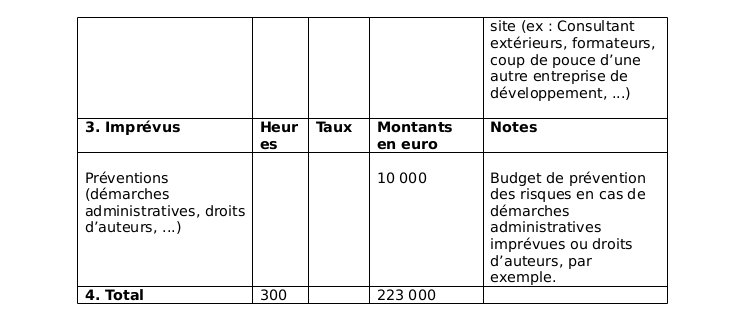 site (ex : Consultant
extérieurs, formateurs,
coup de pouce d’une
autre entreprise de
développement, ...)
3. Imprévus Heur Taux Montants Notes
es en euro
Préventions 10 000 Budget de prévention
(démarches des risques en cas de
administratives, droits démarches
d’auteurs, ...) administratives
imprévues ou droits
d’auteurs, par
exemple.
4. Total 300 223 000